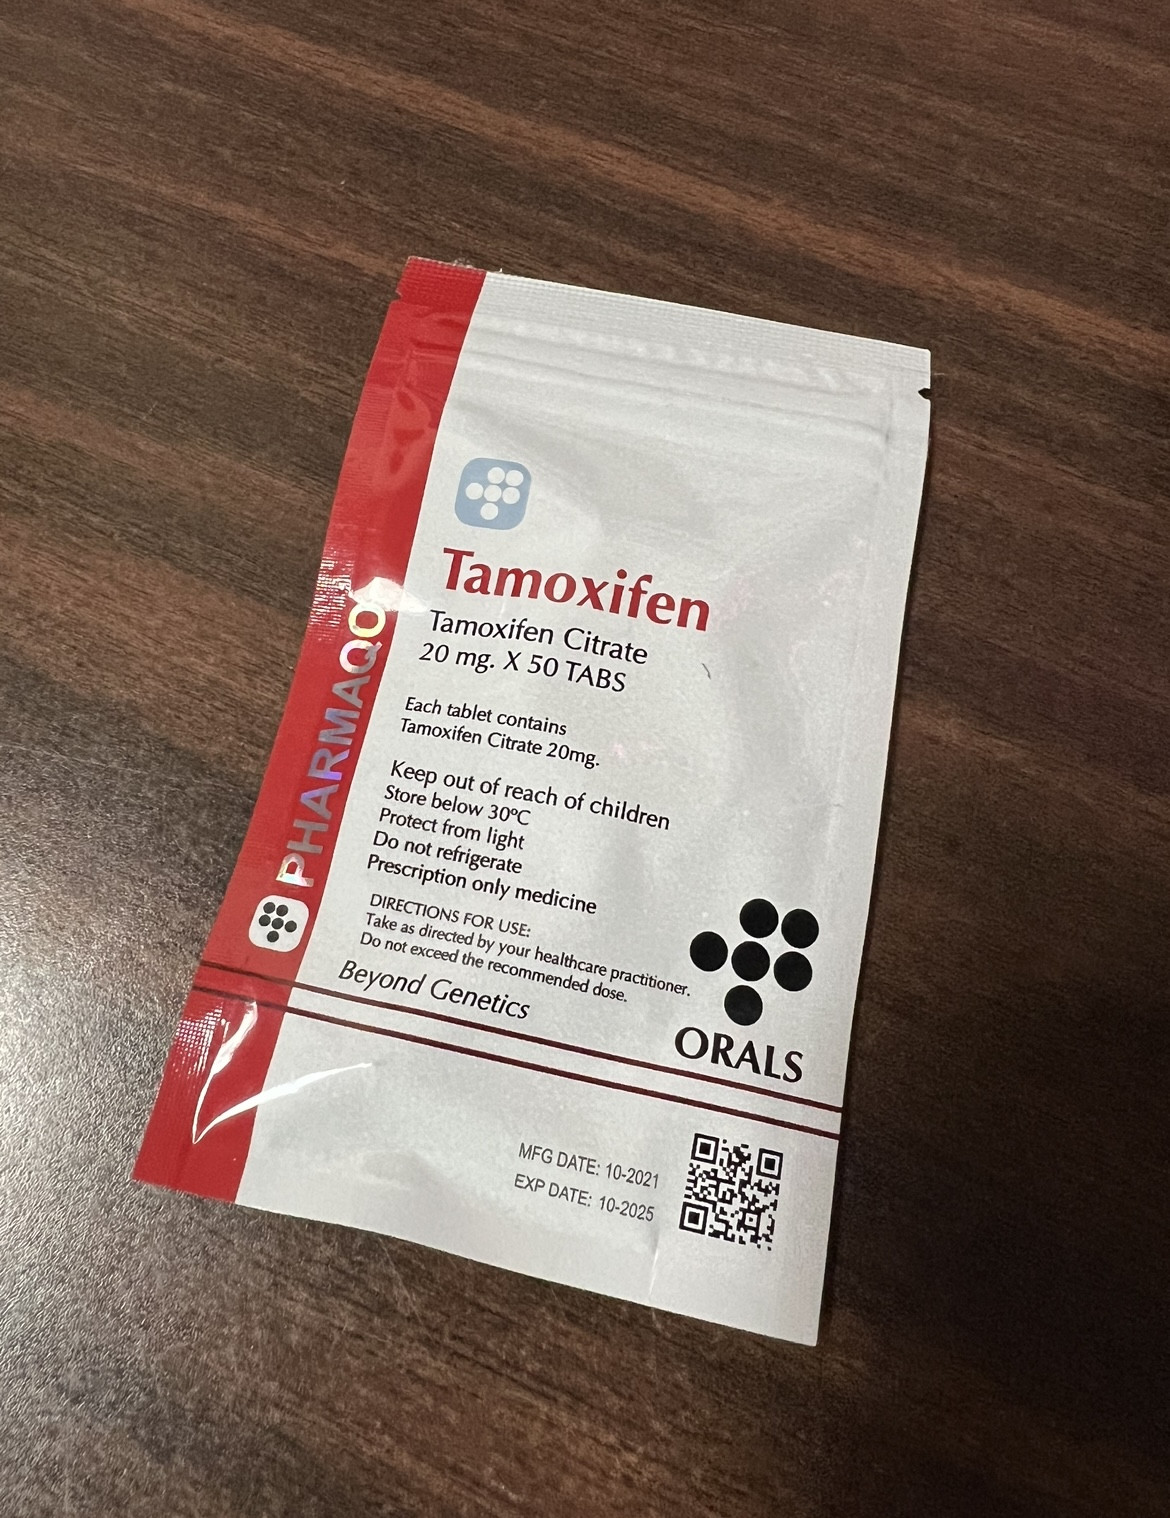 PHARMAQO
Tamoxifen
Tamoxifen Citrate
20 mg. X 50 TABS
Each tablet contains
Tamoxifen Citrate 20mg.
Keep out of reach of children
Store below 30ºC
Protect from light
Do not refrigerate
Prescription only medicine
DIRECTIONS FOR USE:
Take as directed by your healthcare practitioner.
Do not exceed the recommended dose.
Beyond Genetics
ORALS
MFG DATE: 10-2021
EXP DATE: 10-2025